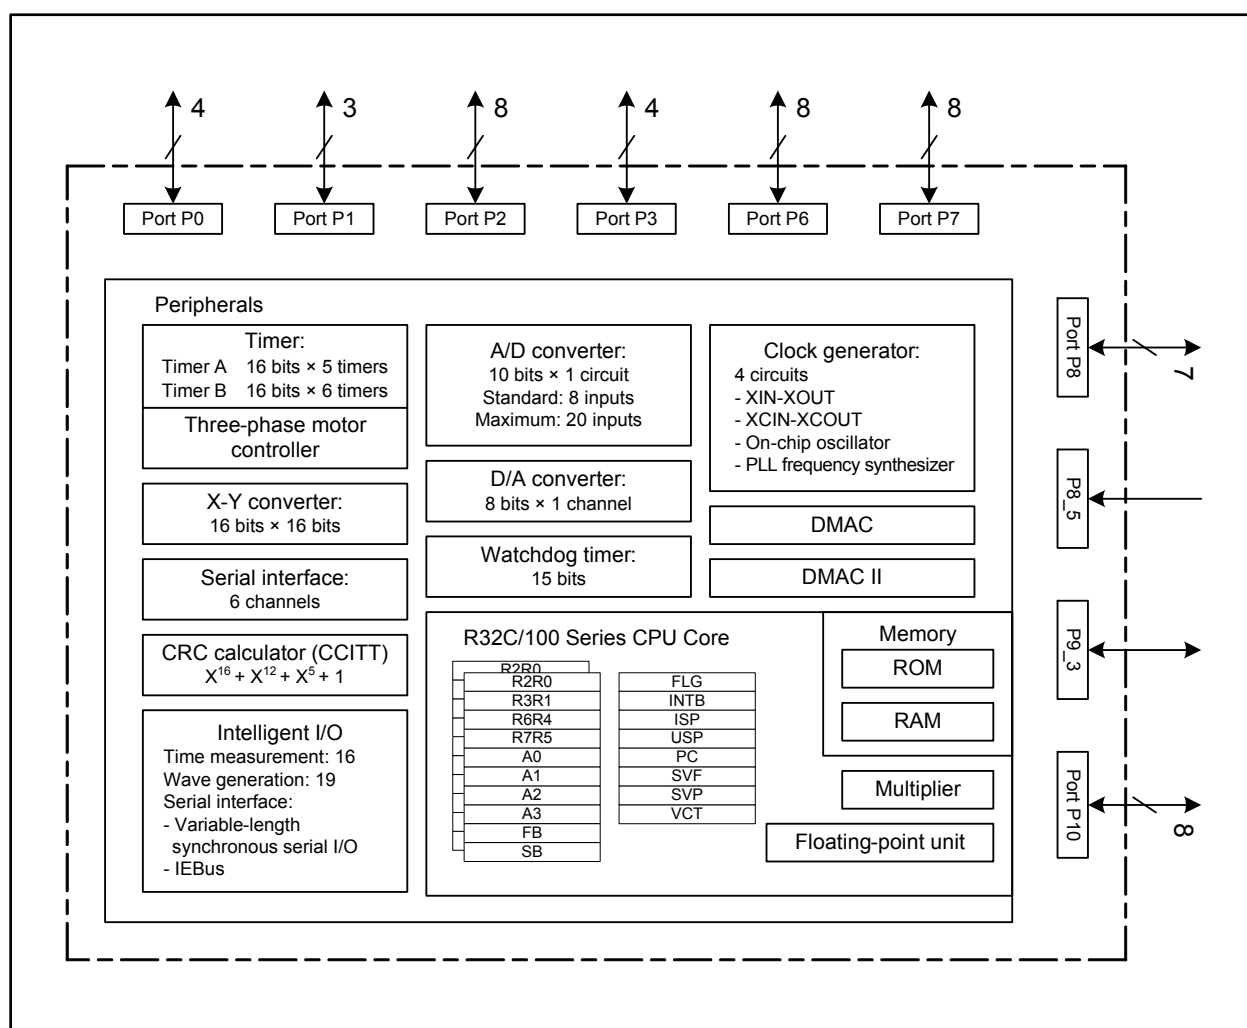 4
3
8
4
8
8
Port P0
Port P1
Port P2
Port P3
Port P6
Port P7
Peripherals
Timer:
Timer A 16 bits × 5 timers
Timer B 16 bits × 6 timers
Three-phase motor
controller
X-Y converter:
16 bits × 16 bits
Serial interface:
6 channels
CRC calculator (CCITT)
X16 + X12 + X5 + 1
Intelligent I/O
Time measurement: 16
Wave generation: 19
Serial interface:
- Variable-length
synchronous serial I/O
- IEBus
A/D converter:
10 bits × 1 circuit
Standard: 8 inputs
Maximum: 20 inputs
D/A converter:
8 bits × 1 channel
Watchdog timer:
15 bits
Clock generator:
4 circuits
- XIN-XOUT
- XCIN-XCOUT
- On-chip oscillator
- PLL frequency synthesizer
DMAC
DMAC II
R32C/100 Series CPU Core
R2R0
R2R0
R3R1
R6R4
R7R5
A0
A1
A2
A3
FB
SB
FLG
INTB
ISP
USP
PC
SVF
SVP
VCT
Memory
ROM
RAM
Multiplier
Floating-point unit
Port P8
7
P8_5
P9_3
Port P10
8